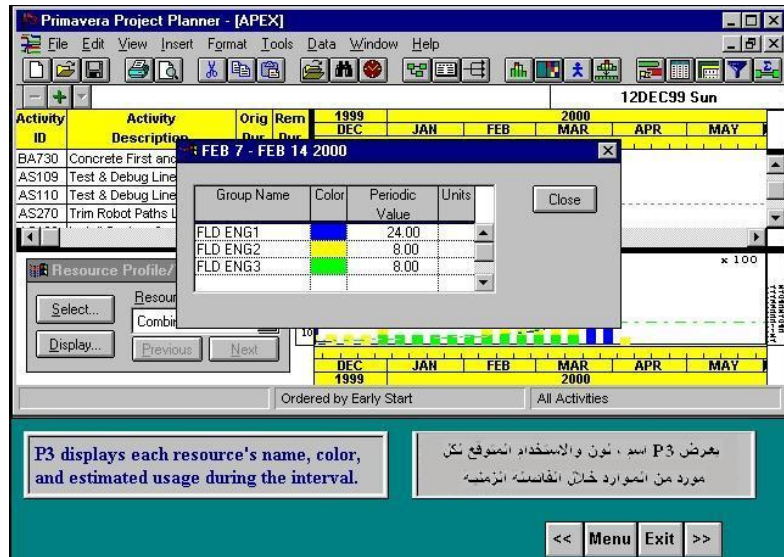 Primavera Project Planner - [APEX]
File Edit View Insert Format Tools Data Window Help
12DEC99 Sun
Activity ID Activity Description Orig Dur Rem Dur 1999 2000
DEC JAN FEB MAR APR MAY
BA730 Concrete First and
AS109 Test & Debug Line
AS110 Test & Debug Line
AS270 Trim Robot Paths L
FEB 7 - FEB 14 2000
Group Name Color Periodic Value Units
FLD ENG1 24.00
FLD ENG2 8.00
FLD ENG3 8.00
Close
Resource Profile/
Select...
Display...
Resour
Combin
Previous Next
x 100
10
DEC JAN FEB MAR APR MAY
1999 2000
Ordered by Early Start All Activities
P3 displays each resource's name, color,
and estimated usage during the interval.
يعرض P3 اسم ، لون والاستخدام المتوقع لكل
مورد من الموارد خلال الفاصله الزمنيه
<< Menu Exit >>